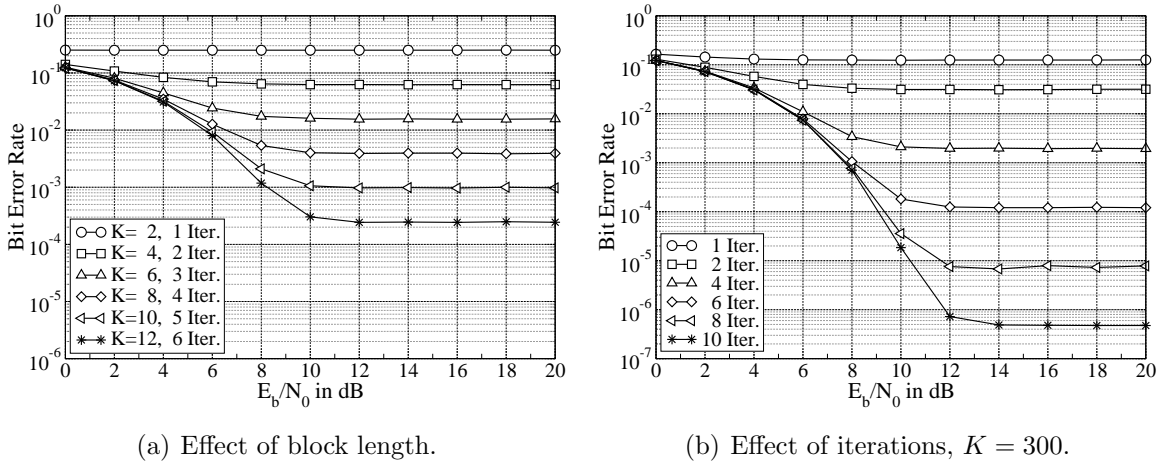 10^0
10^-1
10^-2
10^-3
10^-4
10^-5
10^-6
Bit Error Rate
K= 2, 1 Iter.
K= 4, 2 Iter.
K= 6, 3 Iter.
K= 8, 4 Iter.
K=10, 5 Iter.
K=12, 6 Iter.
0 2 4 6 8 10 12 14 16 18 20
E_b/N_0 in dB
(a) Effect of block length.
10^0
10^-1
10^-2
10^-3
10^-4
10^-5
10^-6
10^-7
Bit Error Rate
1 Iter.
2 Iter.
4 Iter.
6 Iter.
8 Iter.
10 Iter.
0 2 4 6 8 10 12 14 16 18 20
E_b/N_0 in dB
(b) Effect of iterations, K = 300.